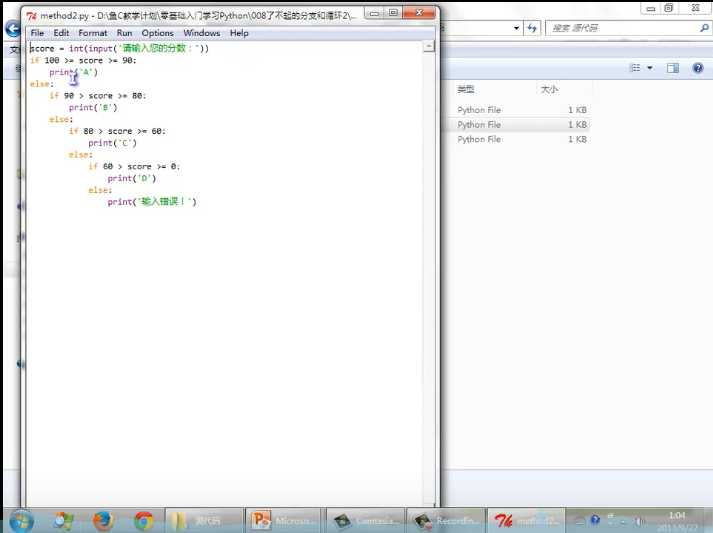 method2.py - D:\鱼C教学计划\零基础入门学习Python\008了不起的分支和循环2\...
File Edit Format Run Options Windows Help
score = int(input('请输入您的分数：'))
if 100 >= score >= 90:
    print('A')
else:
    if 90 > score >= 80:
        print('B')
    else:
        if 80 > score >= 60:
            print('C')
        else:
            if 60 > score >= 0:
                print('D')
            else:
                print('输入错误！')
搜索 源代码
类型 大小
Python File 1 KB
Python File 1 KB
Python File 1 KB
源代码 Microso... Camtasia... Recordin... method2... 1:04
2013/9/22